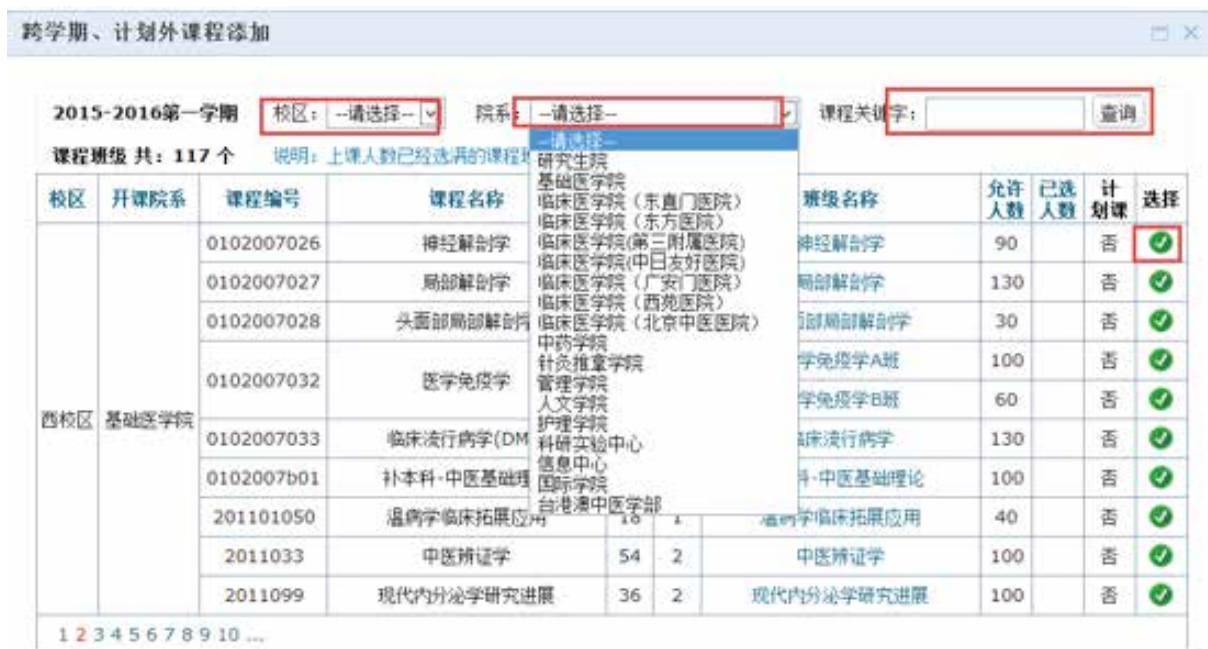 跨学期、计划外课程添加
2015-2016第一学期 校区： --请选择-- 院系： --请选择-- 课程关键字： 查询
课程班级 共：117 个 说明：上课人数已经选满的课程
--请选择--
研究生院
基础医学院
临床医学院（东直门医院）
临床医学院（东方医院）
临床医学院(第三附属医院)
临床医学院(中日友好医院)
临床医学院（广安门医院）
临床医学院（西苑医院）
临床医学院（北京中医医院）
中药学院
针灸推拿学院
管理学院
人文学院
护理学院
科研实验中心
信息中心
国际学院
台港澳中医学部
校区 开课院系 课程编号 课程名称 班级名称 允许人数 已选人数 计划课 选择
西校区 基础医学院
0102007026 神经解剖学 神经解剖学 90 否
0102007027 局部解剖学 局部解剖学 130 否
0102007028 头面部局部解剖学 面部局部解剖学 30 否
0102007032 医学免疫学 学免疫学A班 100 否
学免疫学B班 60 否
0102007033 临床流行病学(DM 临床流行病学 130 否
0102007b01 补本科-中医基础理 科-中医基础理论 100 否
201101050 温病学临床拓展应用 18 1 温病学临床拓展应用 40 否
2011033 中医辨证学 54 2 中医辨证学 100 否
2011099 现代内分泌学研究进展 36 2 现代内分泌学研究进展 100 否
1 2 3 4 5 6 7 8 9 10 ...